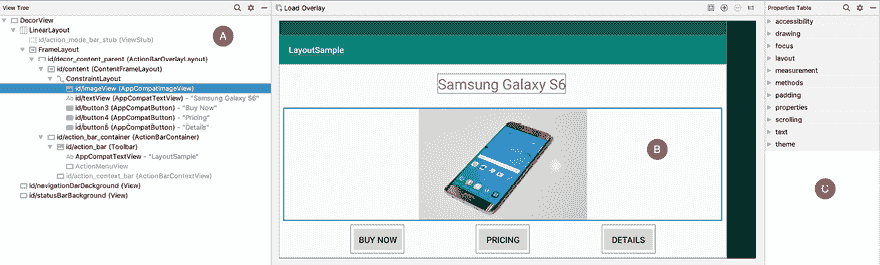 View Tree
DecorView
LinearLayout
id/action_mode_bar_stub (ViewStub)
FrameLayout
id/decor_content_parent (ActionBarOverlayLayout)
id/content (ContentFrameLayout)
ConstraintLayout
id/imageView (AppCompatImageView)
Ab id/textView (AppCompatTextView) - "Samsung Galaxy S6"
id/button3 (AppCompatButton) - "Buy Now"
id/button4 (AppCompatButton) - "Pricing"
id/button5 (AppCompatButton) - "Details"
id/action_bar_container (ActionBarContainer)
id/action_bar (Toolbar)
Ab AppCompatTextView - "LayoutSample"
ActionMenuView
id/action_context_bar (ActionBarContextView)
id/navigationBarBackground (View)
id/statusBarBackground (View)
A
Load Overlay
1:1
LayoutSample
Samsung Galaxy S6
B
BUY NOW
PRICING
DETAILS
Properties Table
accessibility
drawing
focus
layout
measurement
methods
padding
properties
scrolling
text
theme
C